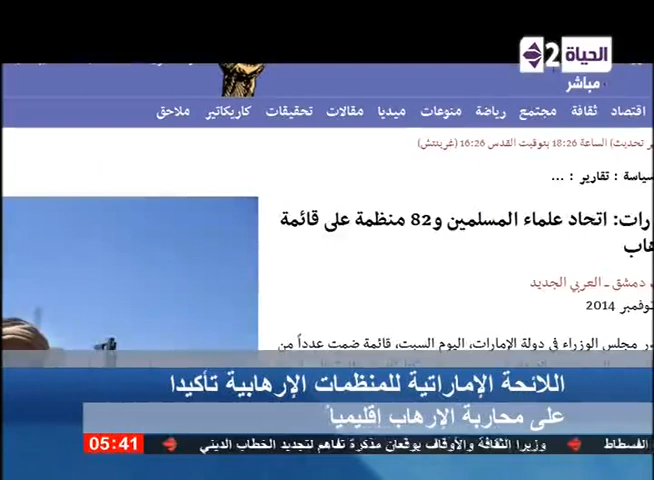 الحياة 2
مباشر
اقتصاد ثقافة مجتمع رياضة منوعات ميديا مقالات تحقيقات كاريكاتير ملاحق
تحديث) الساعة 18:26 بتوقيت القدس 16:26 (غرينتش)
سياسة : تقارير : ...
رات: اتحاد علماء المسلمين و82 منظمة على قائمة
هاب
دمشق ـ العربي الجديد
نوفمبر 2014
مجلس الوزراء في دولة الإمارات، اليوم السبت، قائمة ضمت عدداً من
اللائحة الإماراتية للمنظمات الإرهابية تأكيدا
على محاربة الإرهاب إقليمياً
الفسطاط وزيرا الثقافة والأوقاف يوقعان مذكرة تفاهم لتجديد الخطاب الديني
05:41